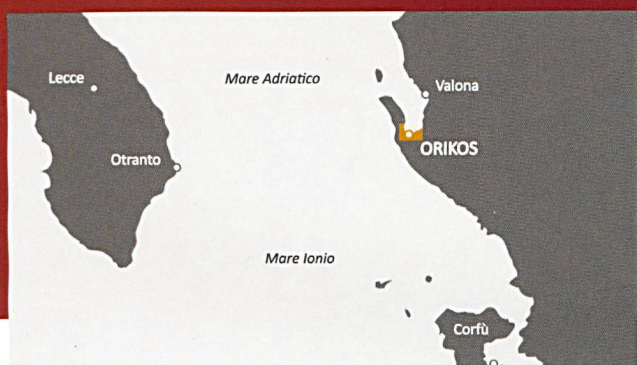 Lecce
Mare Adriatico
Valona
ORIKOS
Otranto
Mare Ionio
Corfù